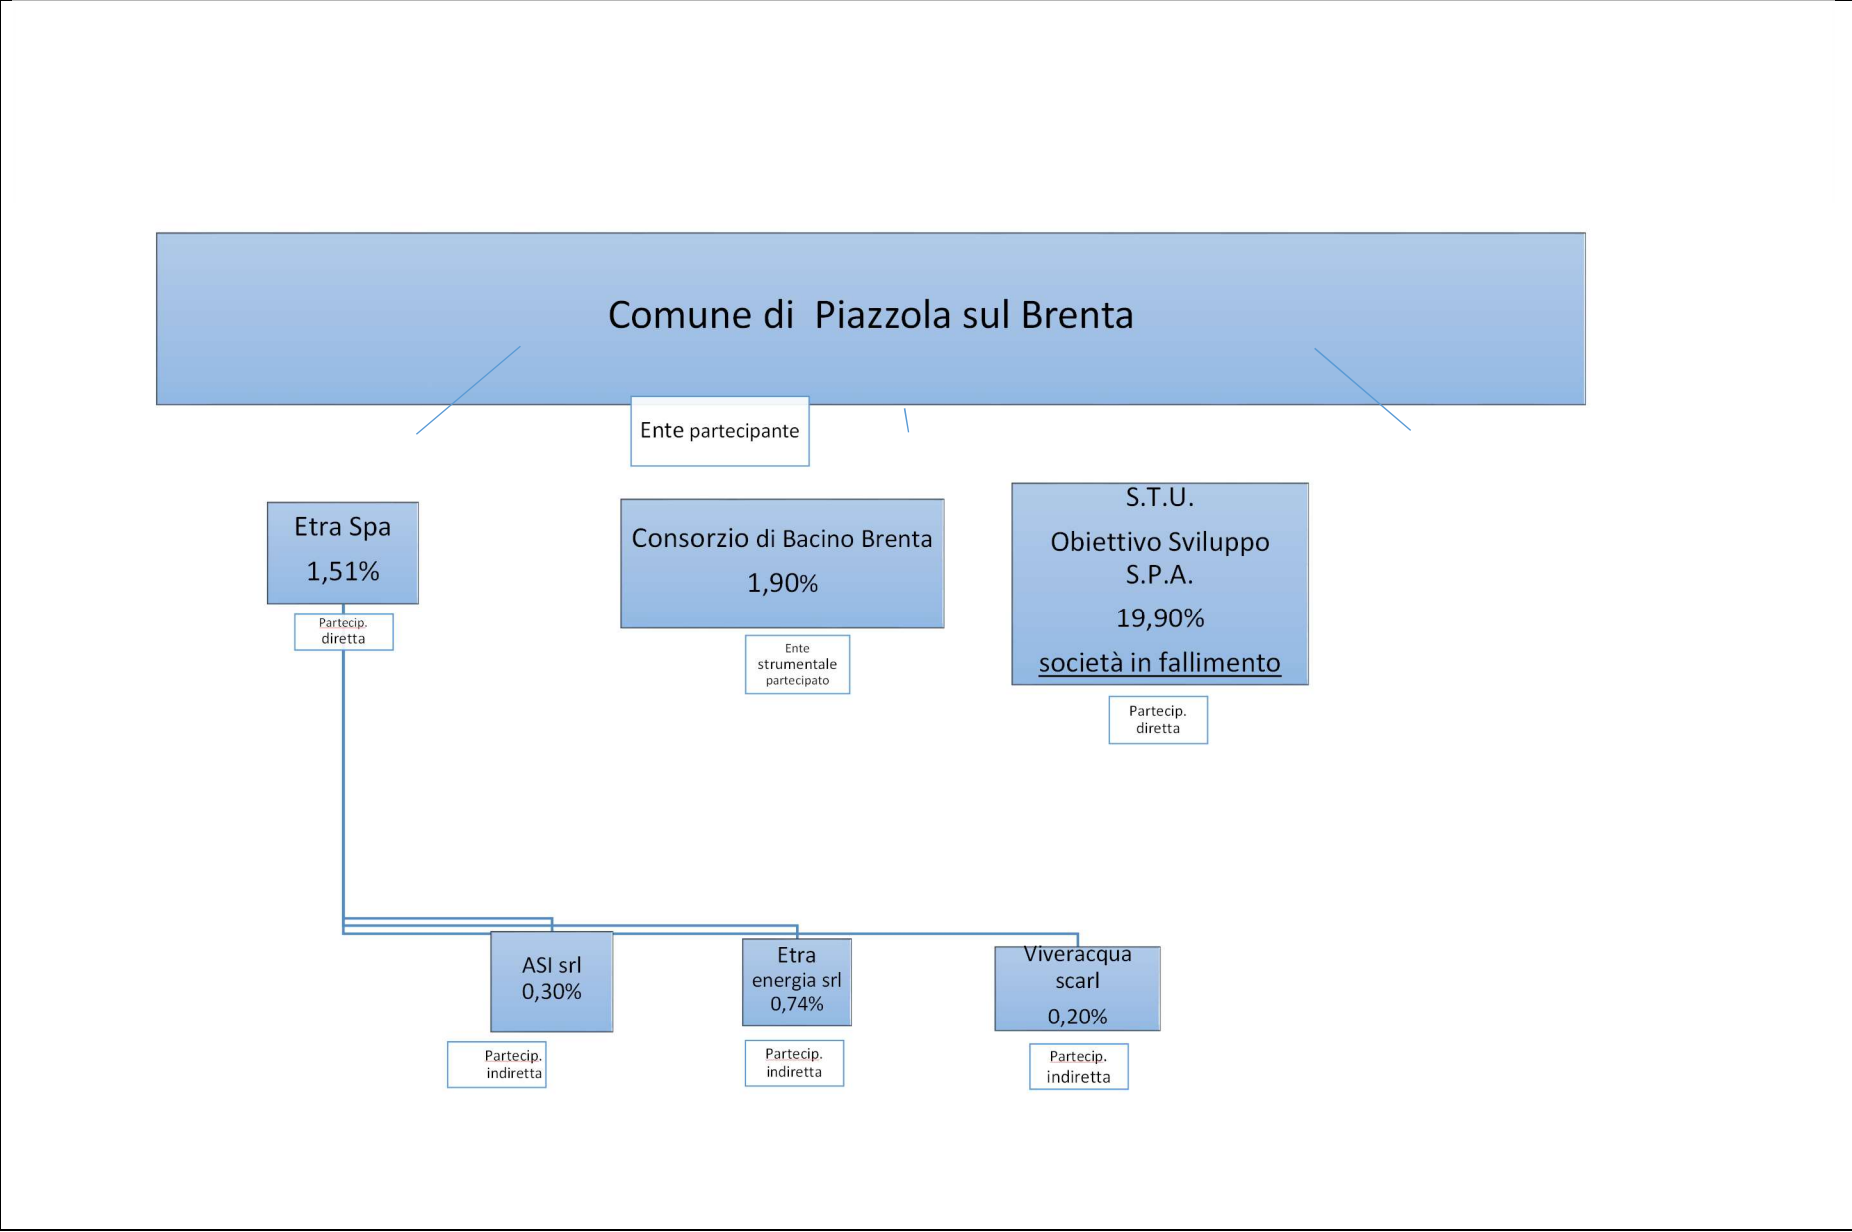 Comune di  Piazzola sul Brenta
Ente partecipante
Etra Spa
1,51%
Partecip.
diretta
Consorzio di Bacino Brenta
1,90%
Ente
strumentale
partecipato
S.T.U.
Obiettivo Sviluppo
S.P.A.
19,90%
società in fallimento
Partecip.
diretta
ASI srl
0,30%
Partecip.
indiretta
Etra
energia srl
0,74%
Partecip.
indiretta
Viveracqua
scarl
0,20%
Partecip.
indiretta